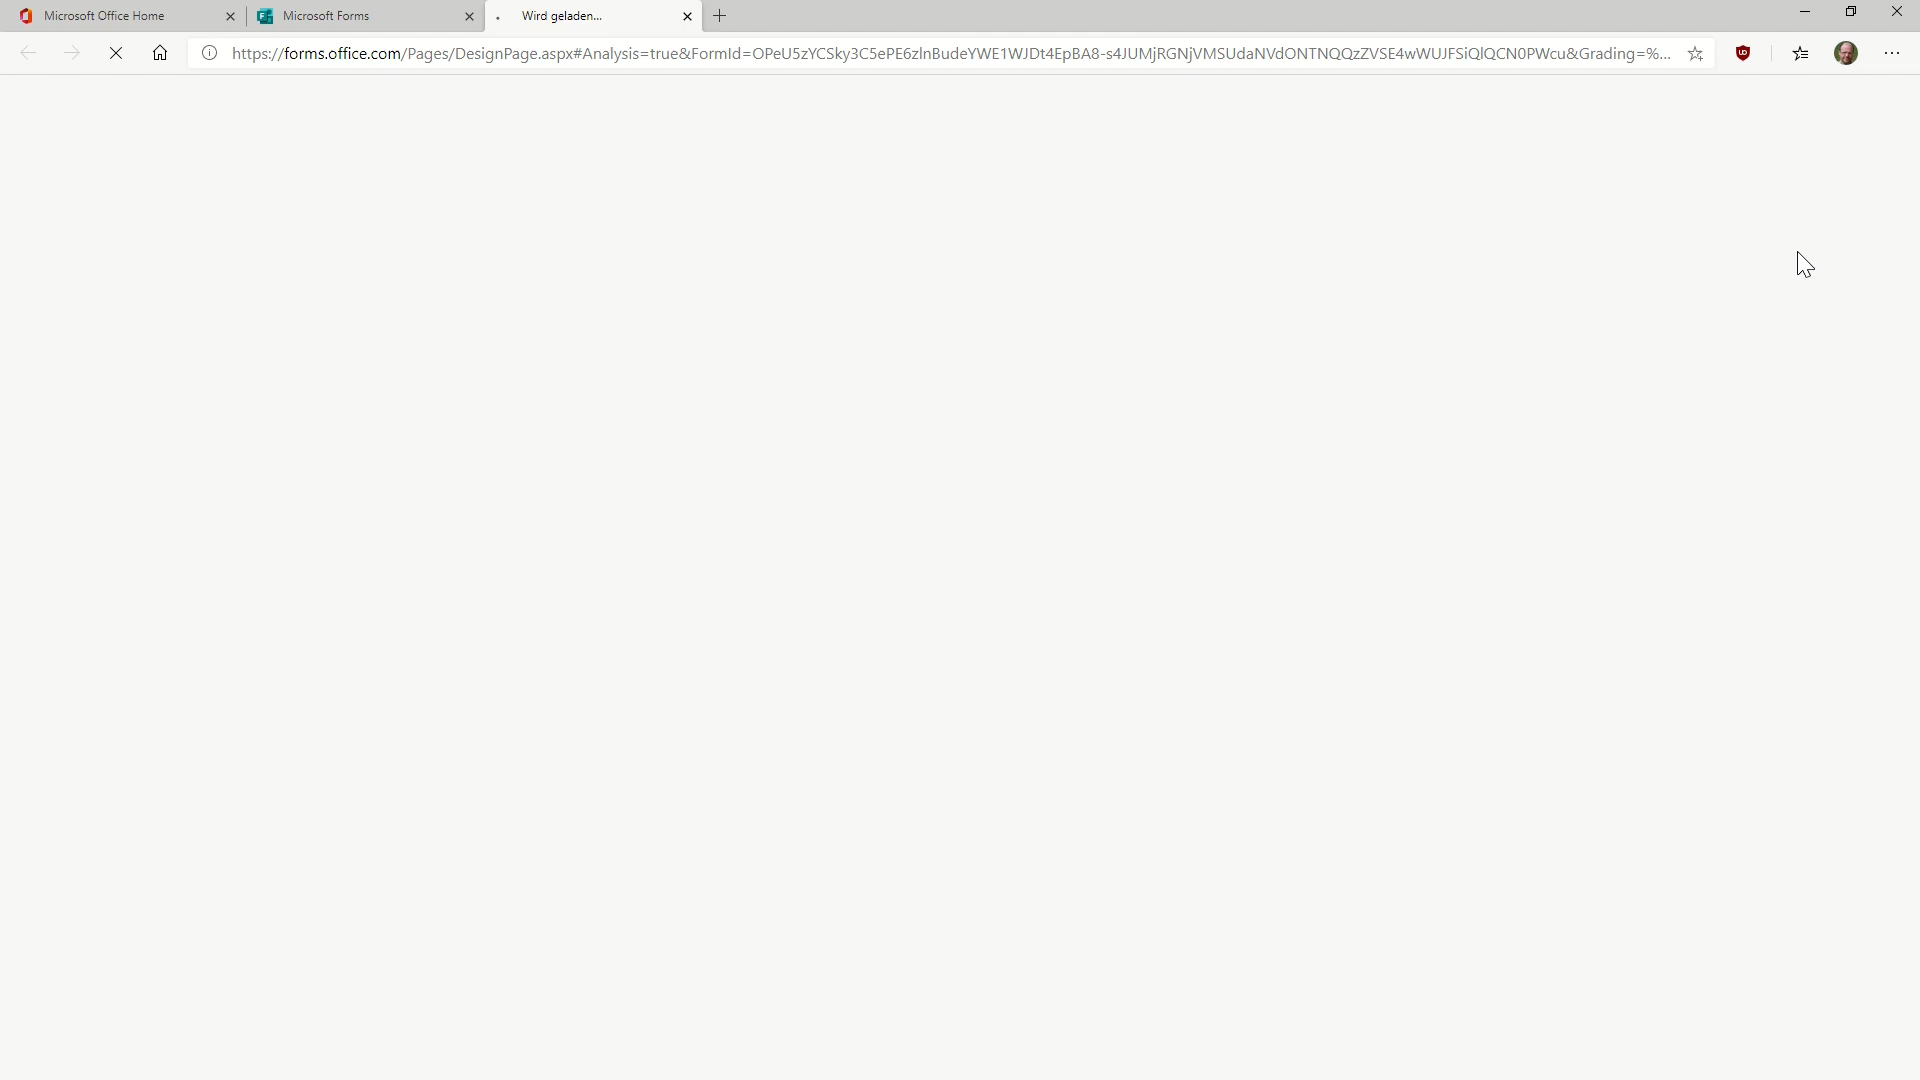 Microsoft Office Home
Microsoft Forms
Wird geladen...
https://forms.office.com/Pages/DesignPage.aspx#Analysis=true&FormId=OPeU5zYCSky3C5ePE6zlnBudeYWE1WJDt4EpBA8-s4JUMjRGNjVMSUdaNVdONTNQQzZVSE4wWUJFSiQlQCN0PWcu&Grading=%...